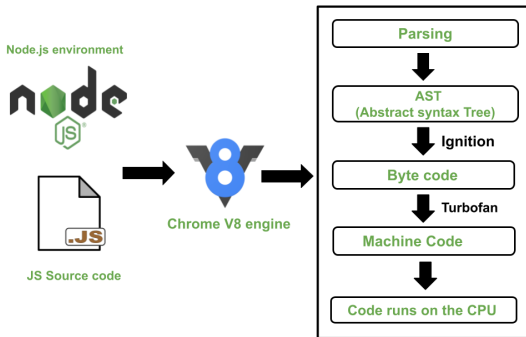 Node.js environment
node
JS
.JS
JS Source code
8
Chrome V8 engine
Parsing
AST
(Abstract syntax Tree)
Ignition
Byte code
Turbofan
Machine Code
Code runs on the CPU